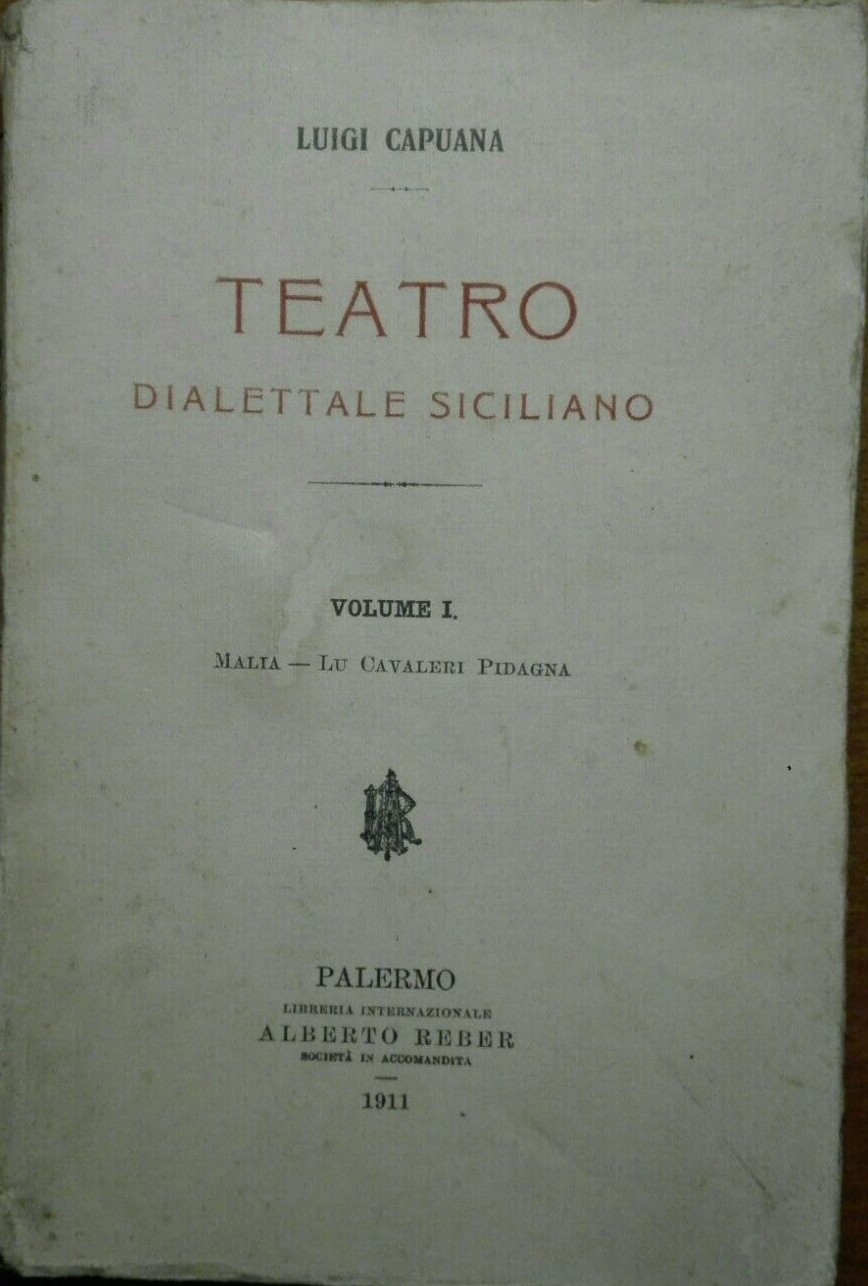 LUIGI CAPUANA
TEATRO
DIALETTALE SICILIANO
VOLUME I.
MALIA — LU CAVALERI PIDAGNA
PALERMO
LIBRERIA INTERNAZIONALE
ALBERTO REBER
SOCIETÀ IN ACCOMANDITA
1911